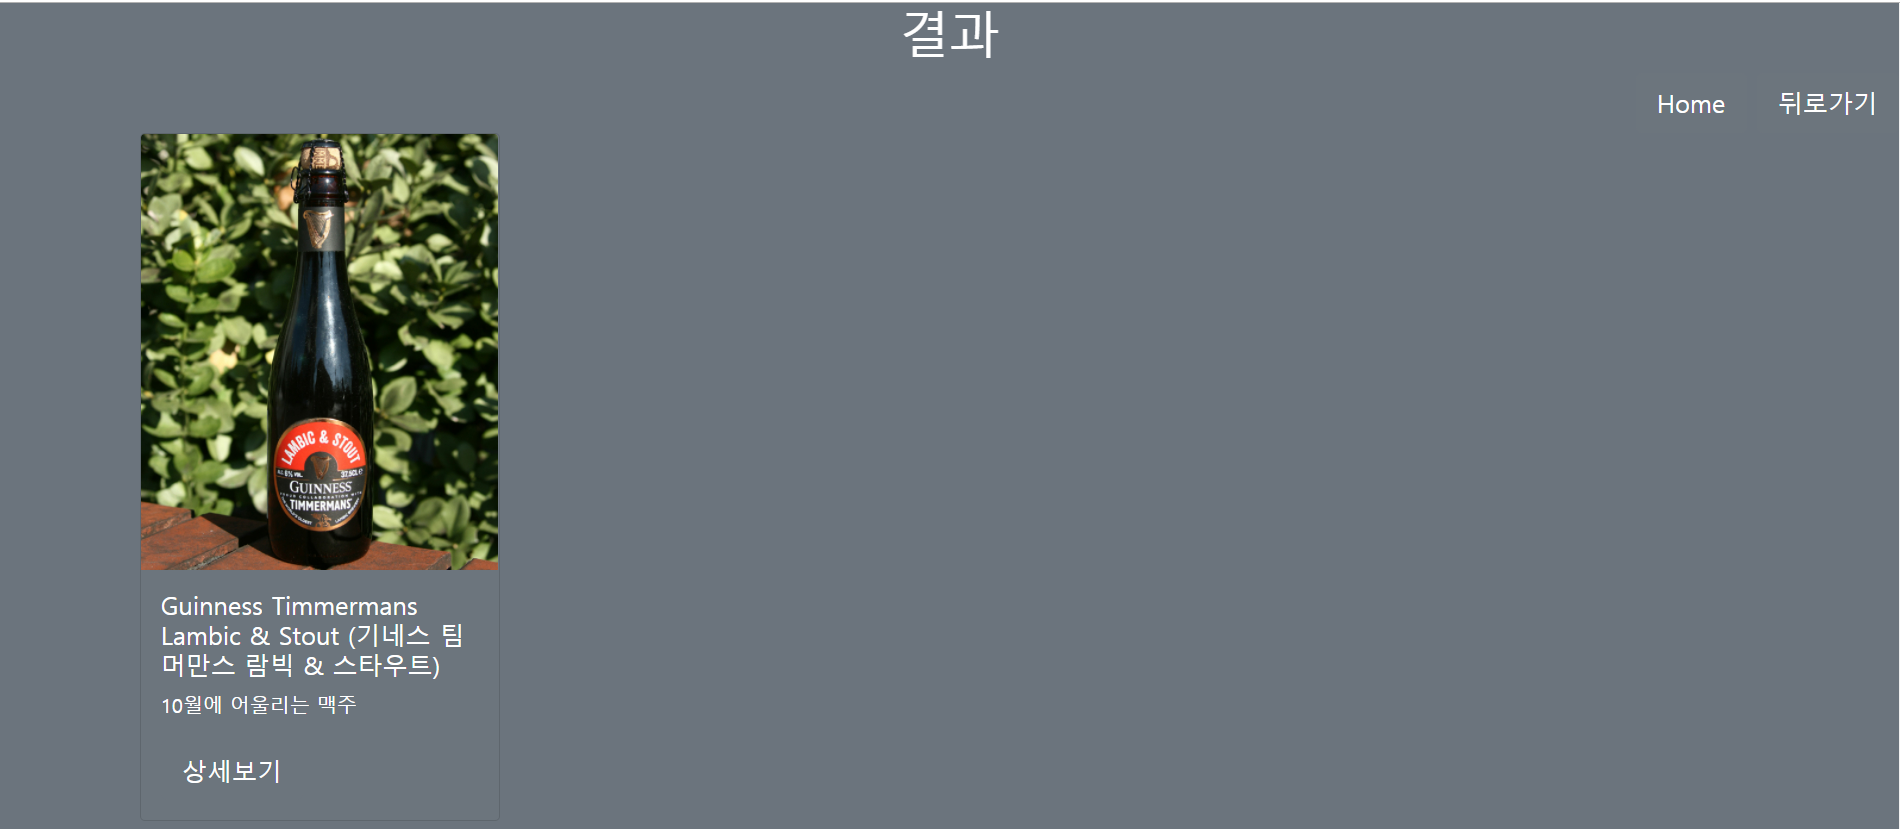 결과
Home 뒤로가기
LAMBIC & STOUT
37,5CL e
GUINNESS
TIMMERMANS
Guinness Timmermans
Lambic & Stout (기네스 팀
머만스 람빅 & 스타우트)
10월에 어울리는 맥주
상세보기